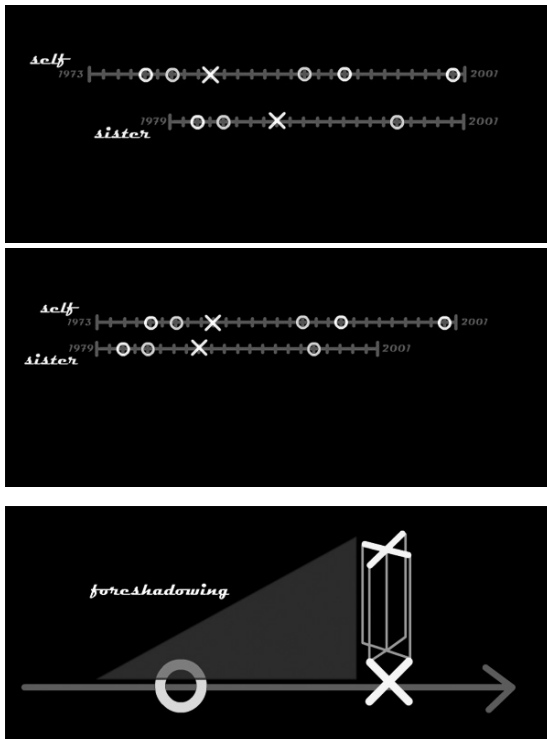 self
1973 2001
1979 2001
sister
self
1973 2001
1979 2001
sister
foreshadowing